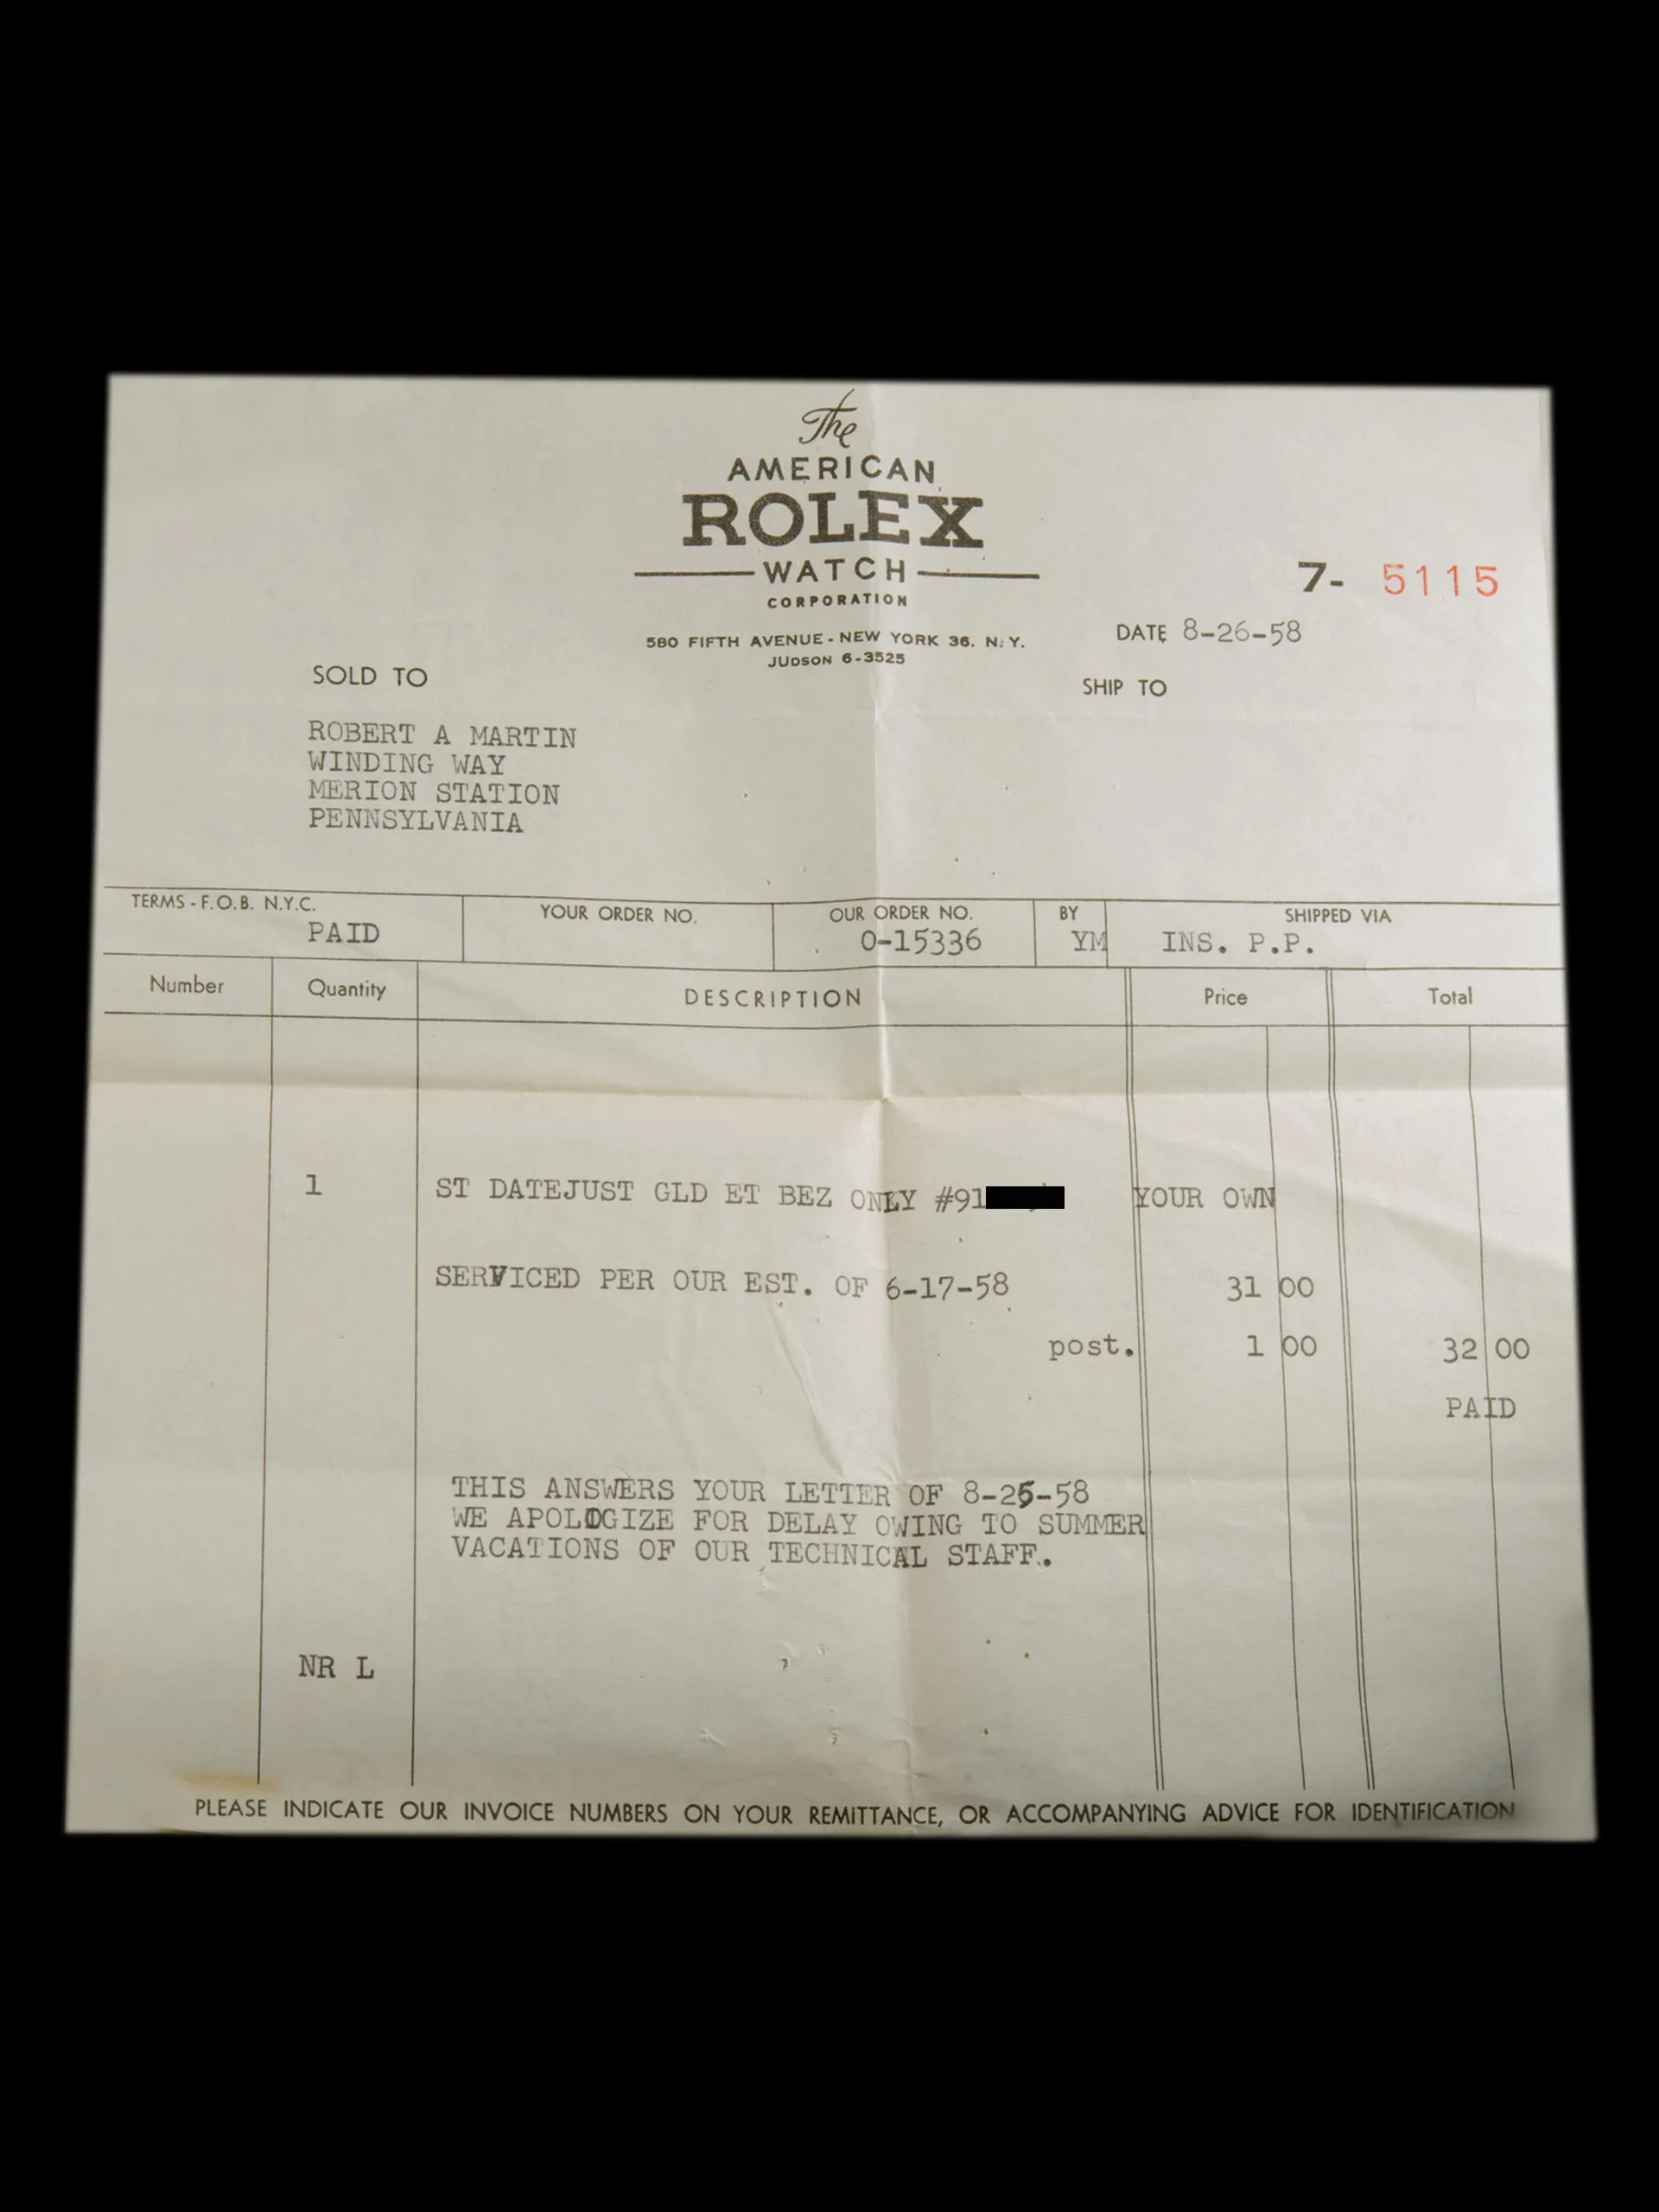 The
AMERICAN
ROLEX
WATCH
CORPORATION
580 FIFTH AVENUE - NEW YORK 36. N.Y.
JUDSON 6-3525
7- 5115
DATE 8-26-58
SOLD TO
SHIP TO
ROBERT A MARTIN
WINDING WAY
MERION STATION
PENNSYLVANIA
TERMS - F.O.B. N.Y.C. YOUR ORDER NO. OUR ORDER NO. BY SHIPPED VIA
PAID 0-15336 YM INS. P.P.
Number Quantity DESCRIPTION Price Total
1 ST DATEJUST GLD ET BEZ ONLY #91 YOUR OWN
SERVICED PER OUR EST. OF 6-17-58 31 00
post. 1 00 32 00
PAID
THIS ANSWERS YOUR LETTER OF 8-25-58
WE APOLOGIZE FOR DELAY OWING TO SUMMER
VACATIONS OF OUR TECHNICAL STAFF.
NR L
PLEASE INDICATE OUR INVOICE NUMBERS ON YOUR REMITTANCE, OR ACCOMPANYING ADVICE FOR IDENTIFICATION